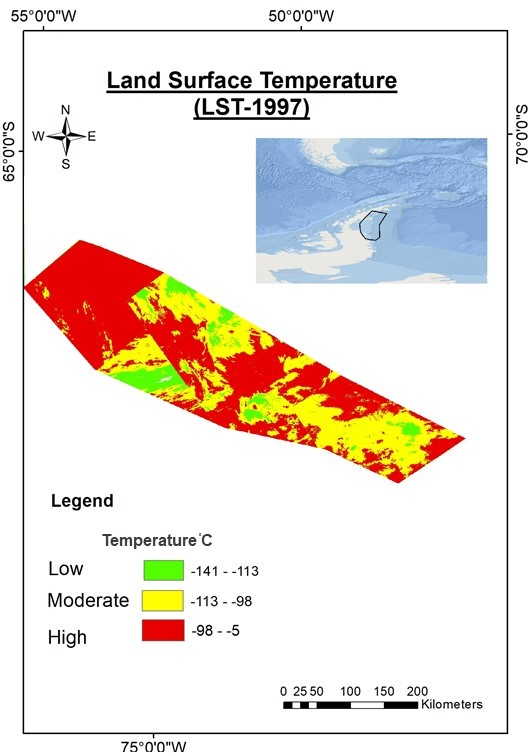 55°0'0"W 50°0'0"W
Land Surface Temperature
(LST-1997)
N
W E
S
65°0'0"S
70°0'0"S
Legend
Temperature°C
Low -141 - -113
Moderate -113 - -98
High -98 - -5
0 25 50 100 150 200
Kilometers
75°0'0"W